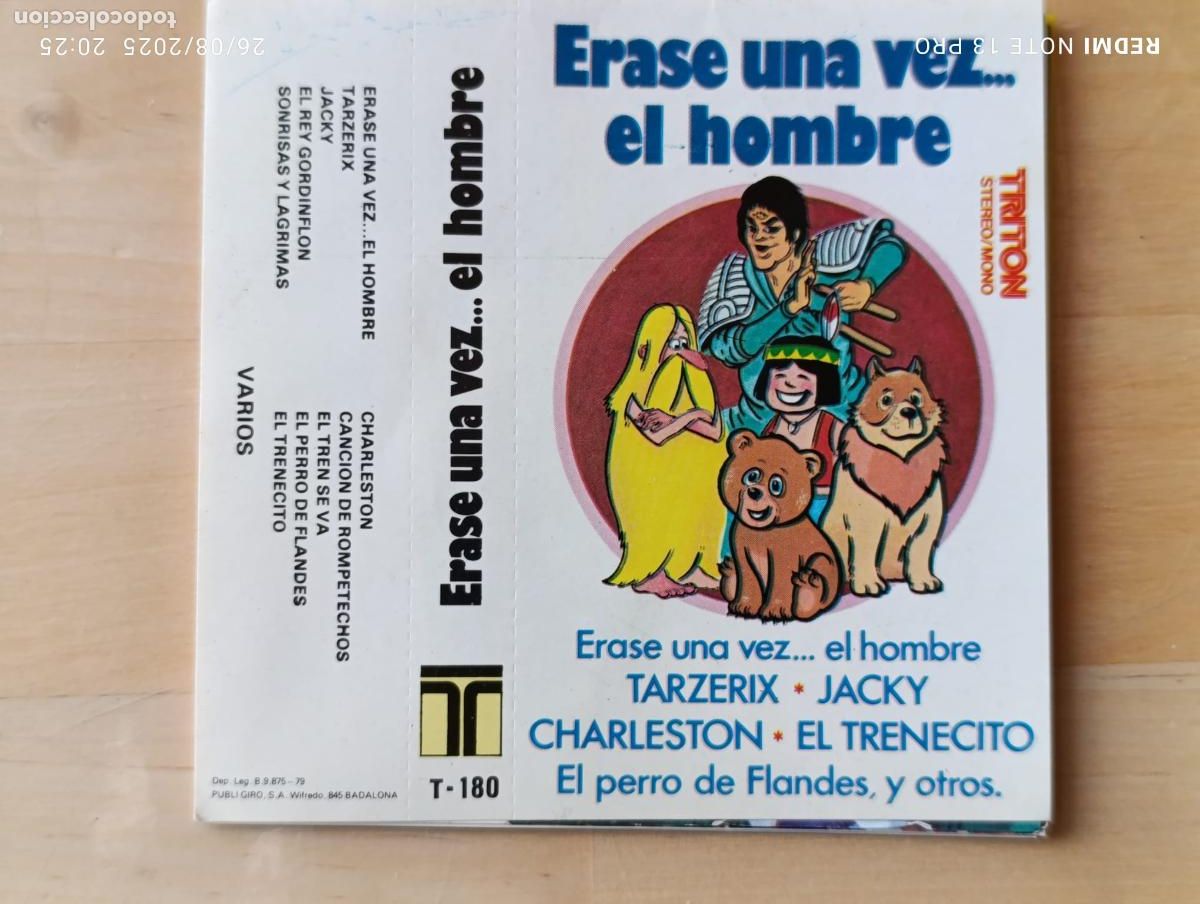 Erase una vez...
el hombre
TRITON
STEREO/MONO
Erase una vez... el hombre
TARZERIX * JACKY
CHARLESTON * EL TRENECITO
El perro de Flandes, y otros.
Erase una vez... el hombre
T-180
ERASE UNA VEZ...EL HOMBRE
TARZERIX
JACKY
EL REY GORDINFLON
SONRISAS Y LAGRIMAS
CHARLESTON
CANCION DE ROMPETECHOS
EL TREN SE VA
EL PERRO DE FLANDES
EL TRENECITO
VARIOS
Dep. Leg. B.9.875-79
PUBLI GIRO, S.A. Wifredo, 845 BADALONA
REDMI NOTE 13 PRO
26/08/2025 20:25
todocoleccion